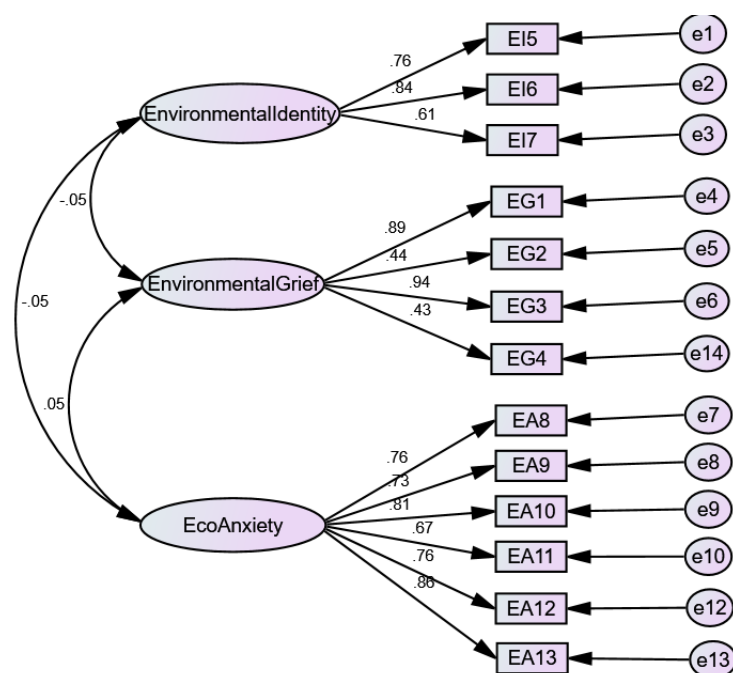 EI5
e1
.76
EI6
e2
.84
EnvironmentalIdentity
.61
EI7
e3
-.05
EG1
e4
.89
EG2
e5
.44
EnvironmentalGrief
.94
EG3
e6
-.05
.43
EG4
e14
.05
EA8
e7
.76
EA9
e8
.73
.81
EA10
e9
EcoAnxiety
.67
EA11
e10
.76
.86
EA12
e12
EA13
e13